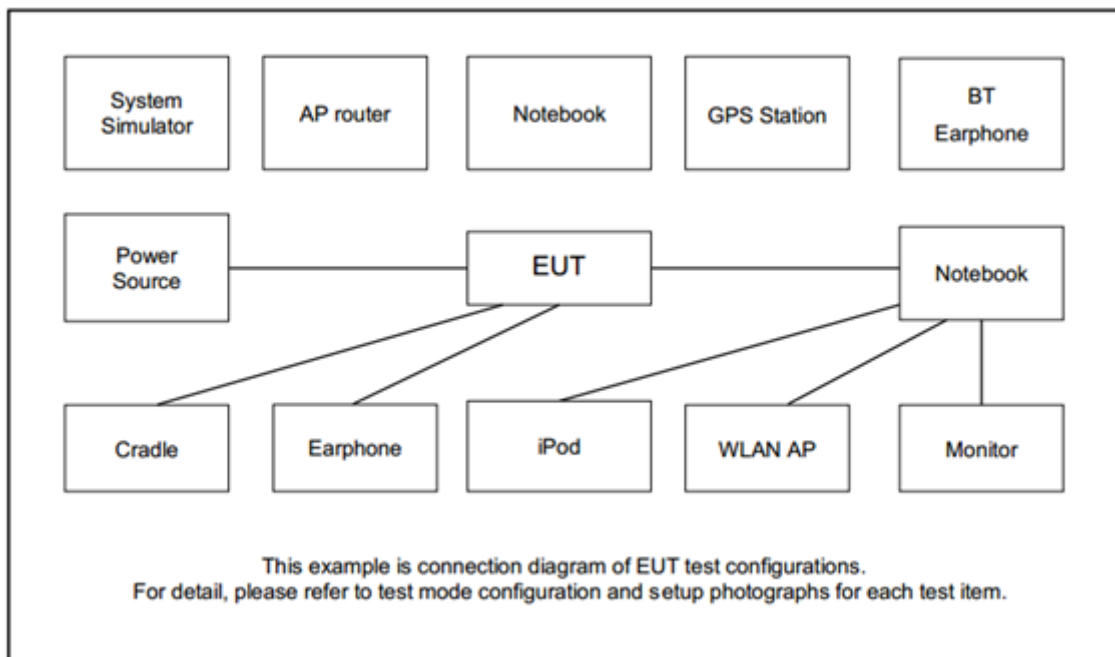 System
Simulator
AP router
Notebook
GPS Station
BT
Earphone
Power
Source
EUT
Notebook
Cradle
Earphone
iPod
WLAN AP
Monitor
This example is connection diagram of EUT test configurations.
For detail, please refer to test mode configuration and setup photographs for each test item.